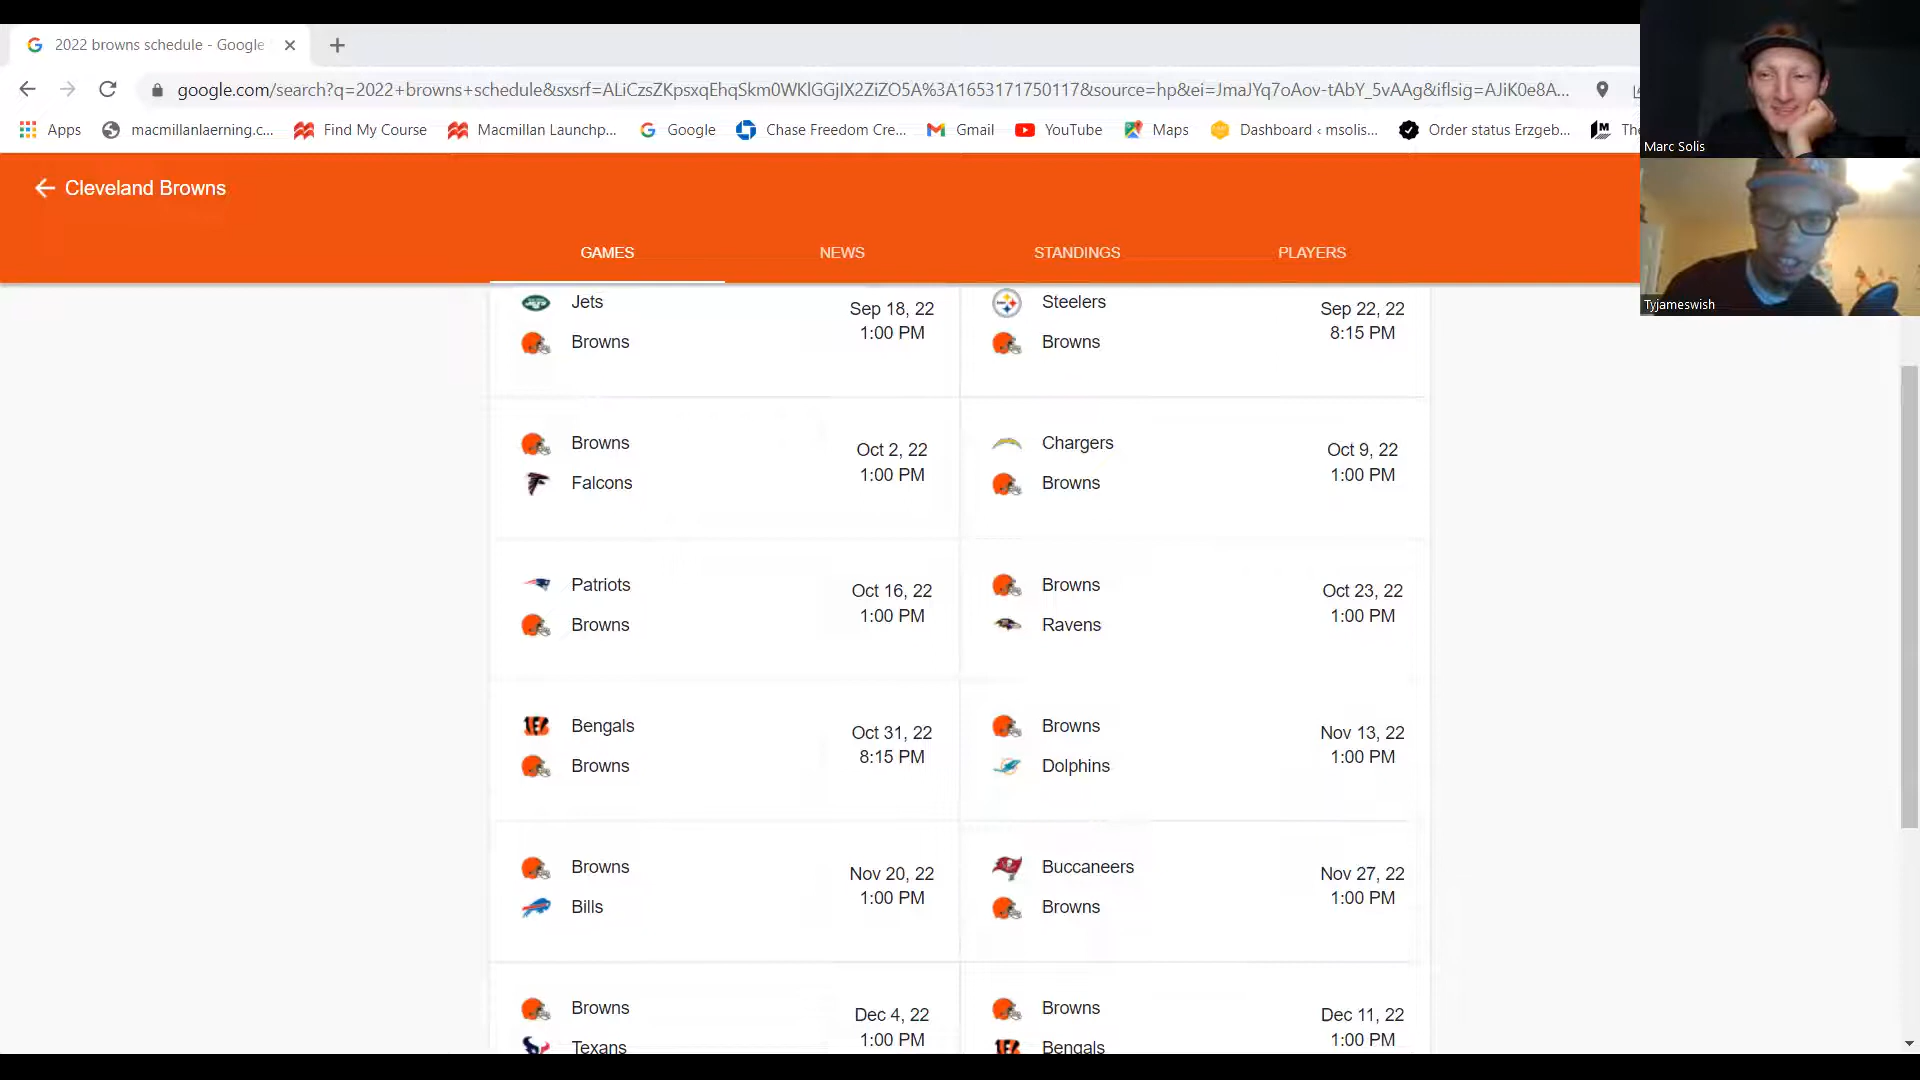 2022 browns schedule - Google
google.com/search?q=2022+browns+schedule&sxsrf=ALiCzsZKpsxqEhqSkm0WKlGGjIX2ZiZO5A%3A1653171750117&source=hp&ei=JmaJYq7oAov-tAbY_5vAAg&iflsig=AJiK0e8A...
Apps macmillanlaerning.c... Find My Course Macmillan Launchp... Google Chase Freedom Cre... Gmail YouTube Maps Dashboard ‹ msolis... Order status Erzgeb... The
Marc Solis
Tyjameswish
Cleveland Browns
GAMES NEWS STANDINGS PLAYERS
Jets
Browns
Sep 18, 22
1:00 PM
Steelers
Browns
Sep 22, 22
8:15 PM
Browns
Falcons
Oct 2, 22
1:00 PM
Chargers
Browns
Oct 9, 22
1:00 PM
Patriots
Browns
Oct 16, 22
1:00 PM
Browns
Ravens
Oct 23, 22
1:00 PM
Bengals
Browns
Oct 31, 22
8:15 PM
Browns
Dolphins
Nov 13, 22
1:00 PM
Browns
Bills
Nov 20, 22
1:00 PM
Buccaneers
Browns
Nov 27, 22
1:00 PM
Browns
Texans
Dec 4, 22
1:00 PM
Browns
Bengals
Dec 11, 22
1:00 PM